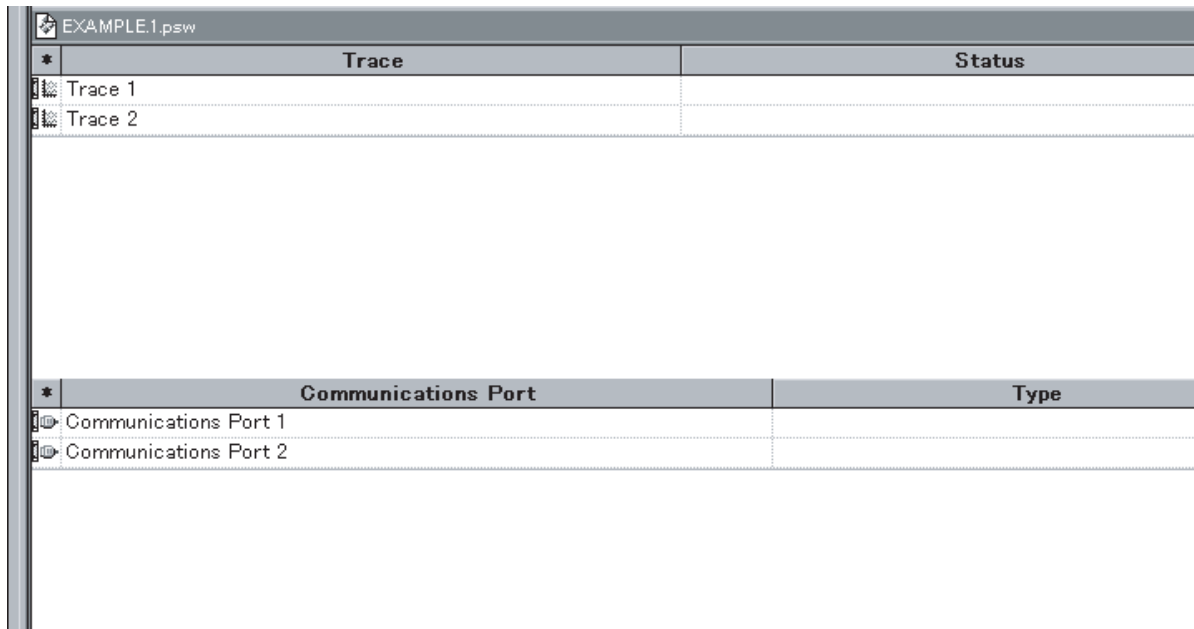 EXAMPLE.1.psw
* Trace Status
Trace 1
Trace 2
* Communications Port Type
Communications Port 1
Communications Port 2